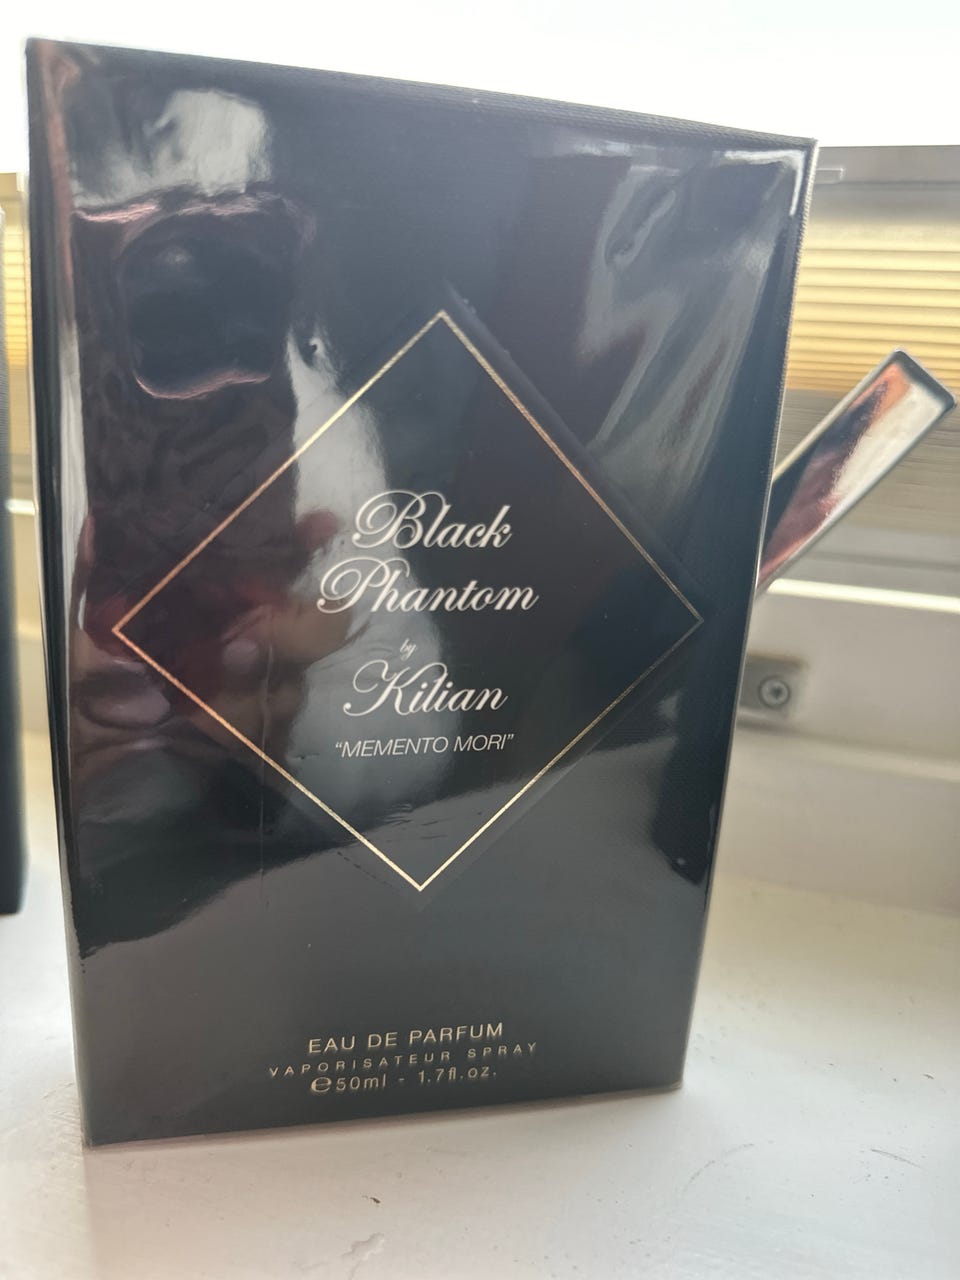 Black
Phantom
by
Kilian
“MEMENTO MORI”
EAU DE PARFUM
VAPORISATEUR SPRAY
℮50ml - 1.7fl.oz.